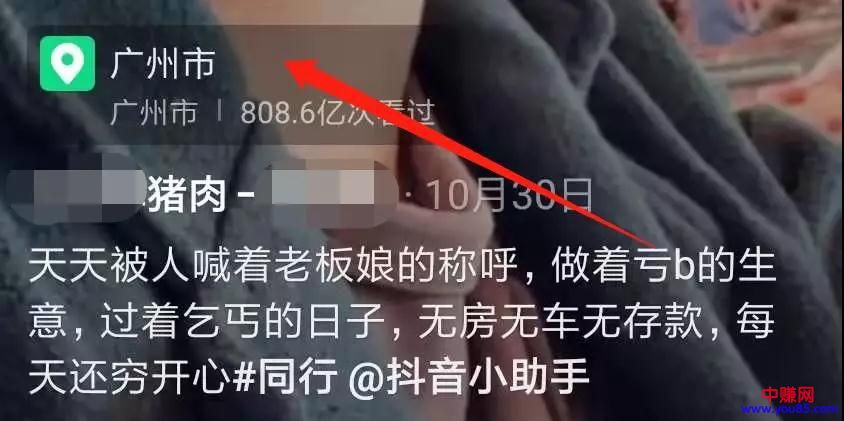 广州市
广州市 | 808.6亿次看过
猪肉 - · 10月30日
天天被人喊着老板娘的称呼，做着亏b的生
意，过着乞丐的日子，无房无车无存款，每
天还穷开心#同行 @抖音小助手
中赚网
www.you85.com